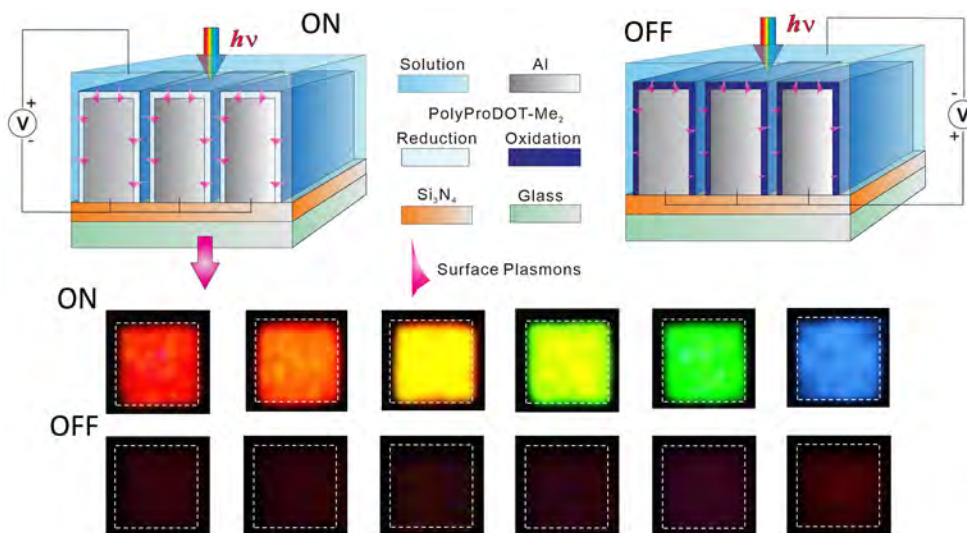 hν
ON
+
V
-
Solution
Al
PolyProDOT-Me₂
Reduction
Oxidation
Si₃N₄
Glass
Surface Plasmons
hν
OFF
-
V
+
ON
OFF